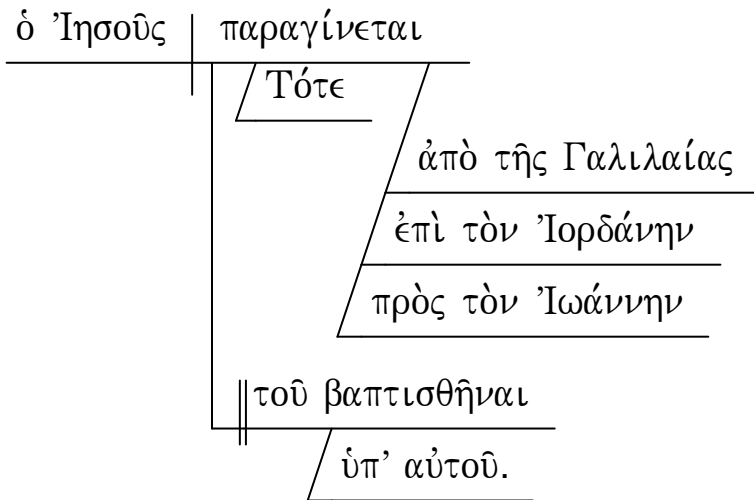 ὁ Ἰησοῦς παραγίνεται
Τότε
ἀπὸ τῆς Γαλιλαίας
ἐπὶ τὸν Ἰορδάνην
πρὸς τὸν Ἰωάννην
τοῦ βαπτισθῆναι
ὑπ’ αὐτοῦ.